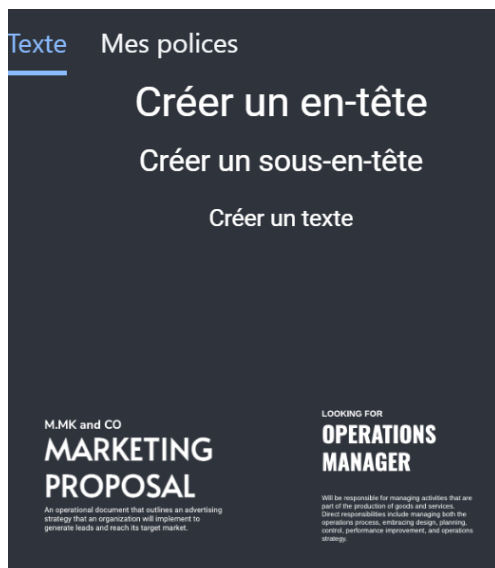 Texte Mes polices
Créer un en-tête
Créer un sous-en-tête
Créer un texte
M.MK and CO
MARKETING
PROPOSAL
An operational document that outlines an advertising
strategy that an organization will implement to
generate leads and reach its target market.
LOOKING FOR
OPERATIONS
MANAGER
Will be responsible for managing activities that are
part of the production of goods and services.
Direct responsibilities include managing both the
operations process, embracing design, planning,
control, performance improvement, and operations
strategy.